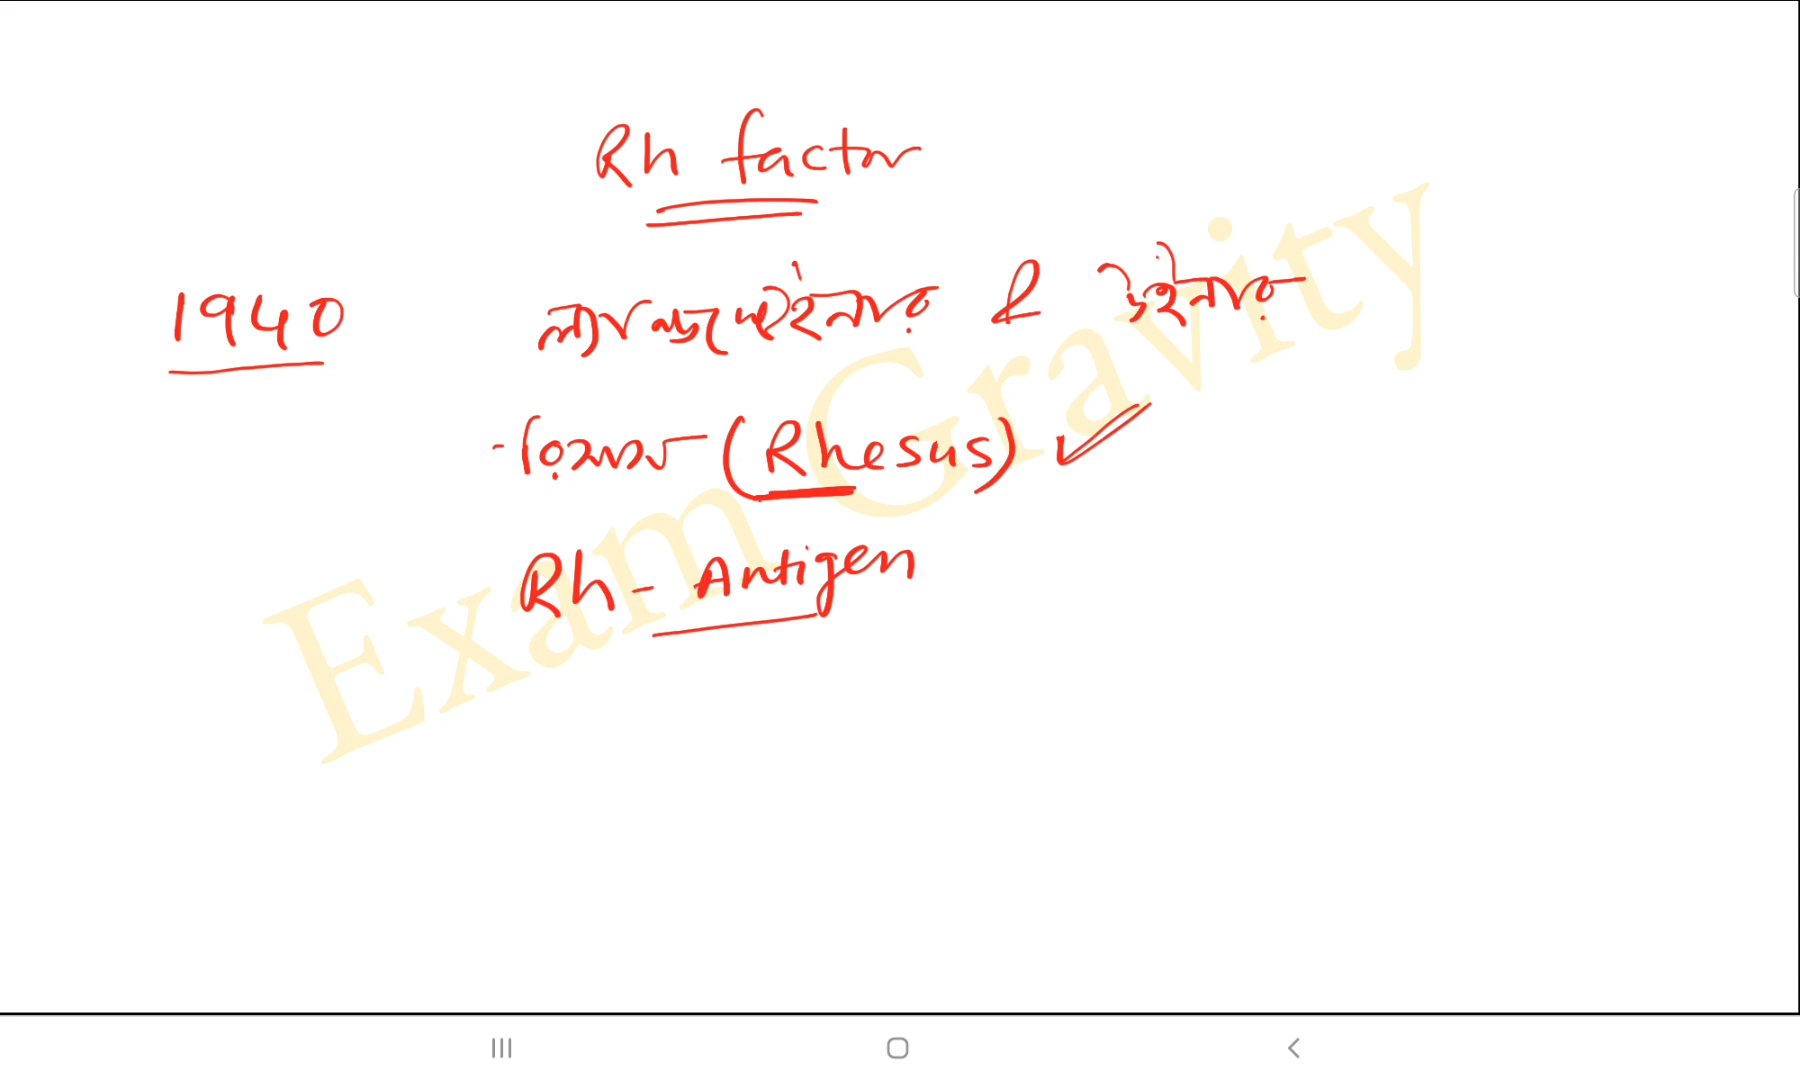 Rh factor
1940 ল্যান্ডস্টেইনার & উইনার
রিসাস (Rhesus)
Rh - Antigen
Exam Gravity